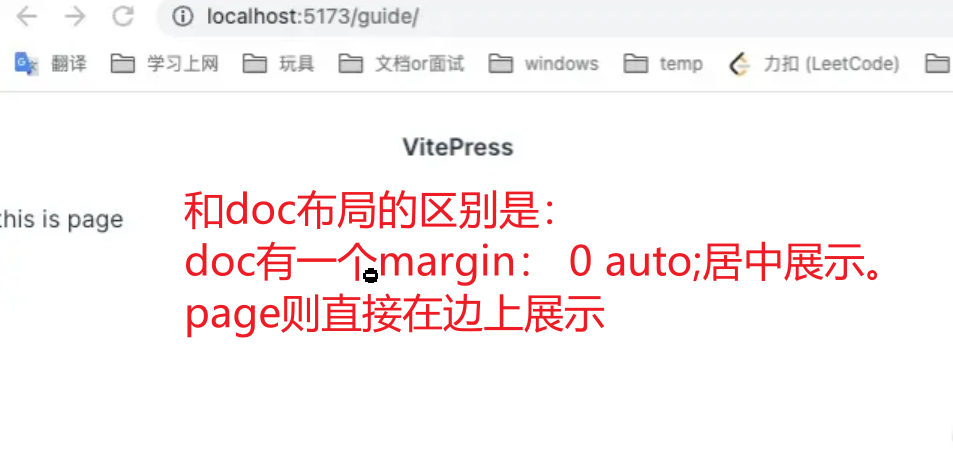 localhost:5173/guide/
翻译 学习上网 玩具 文档or面试 windows temp 力扣 (LeetCode)
VitePress
this is page
和doc布局的区别是：
doc有一个margin： 0 auto;居中展示。
page则直接在边上展示